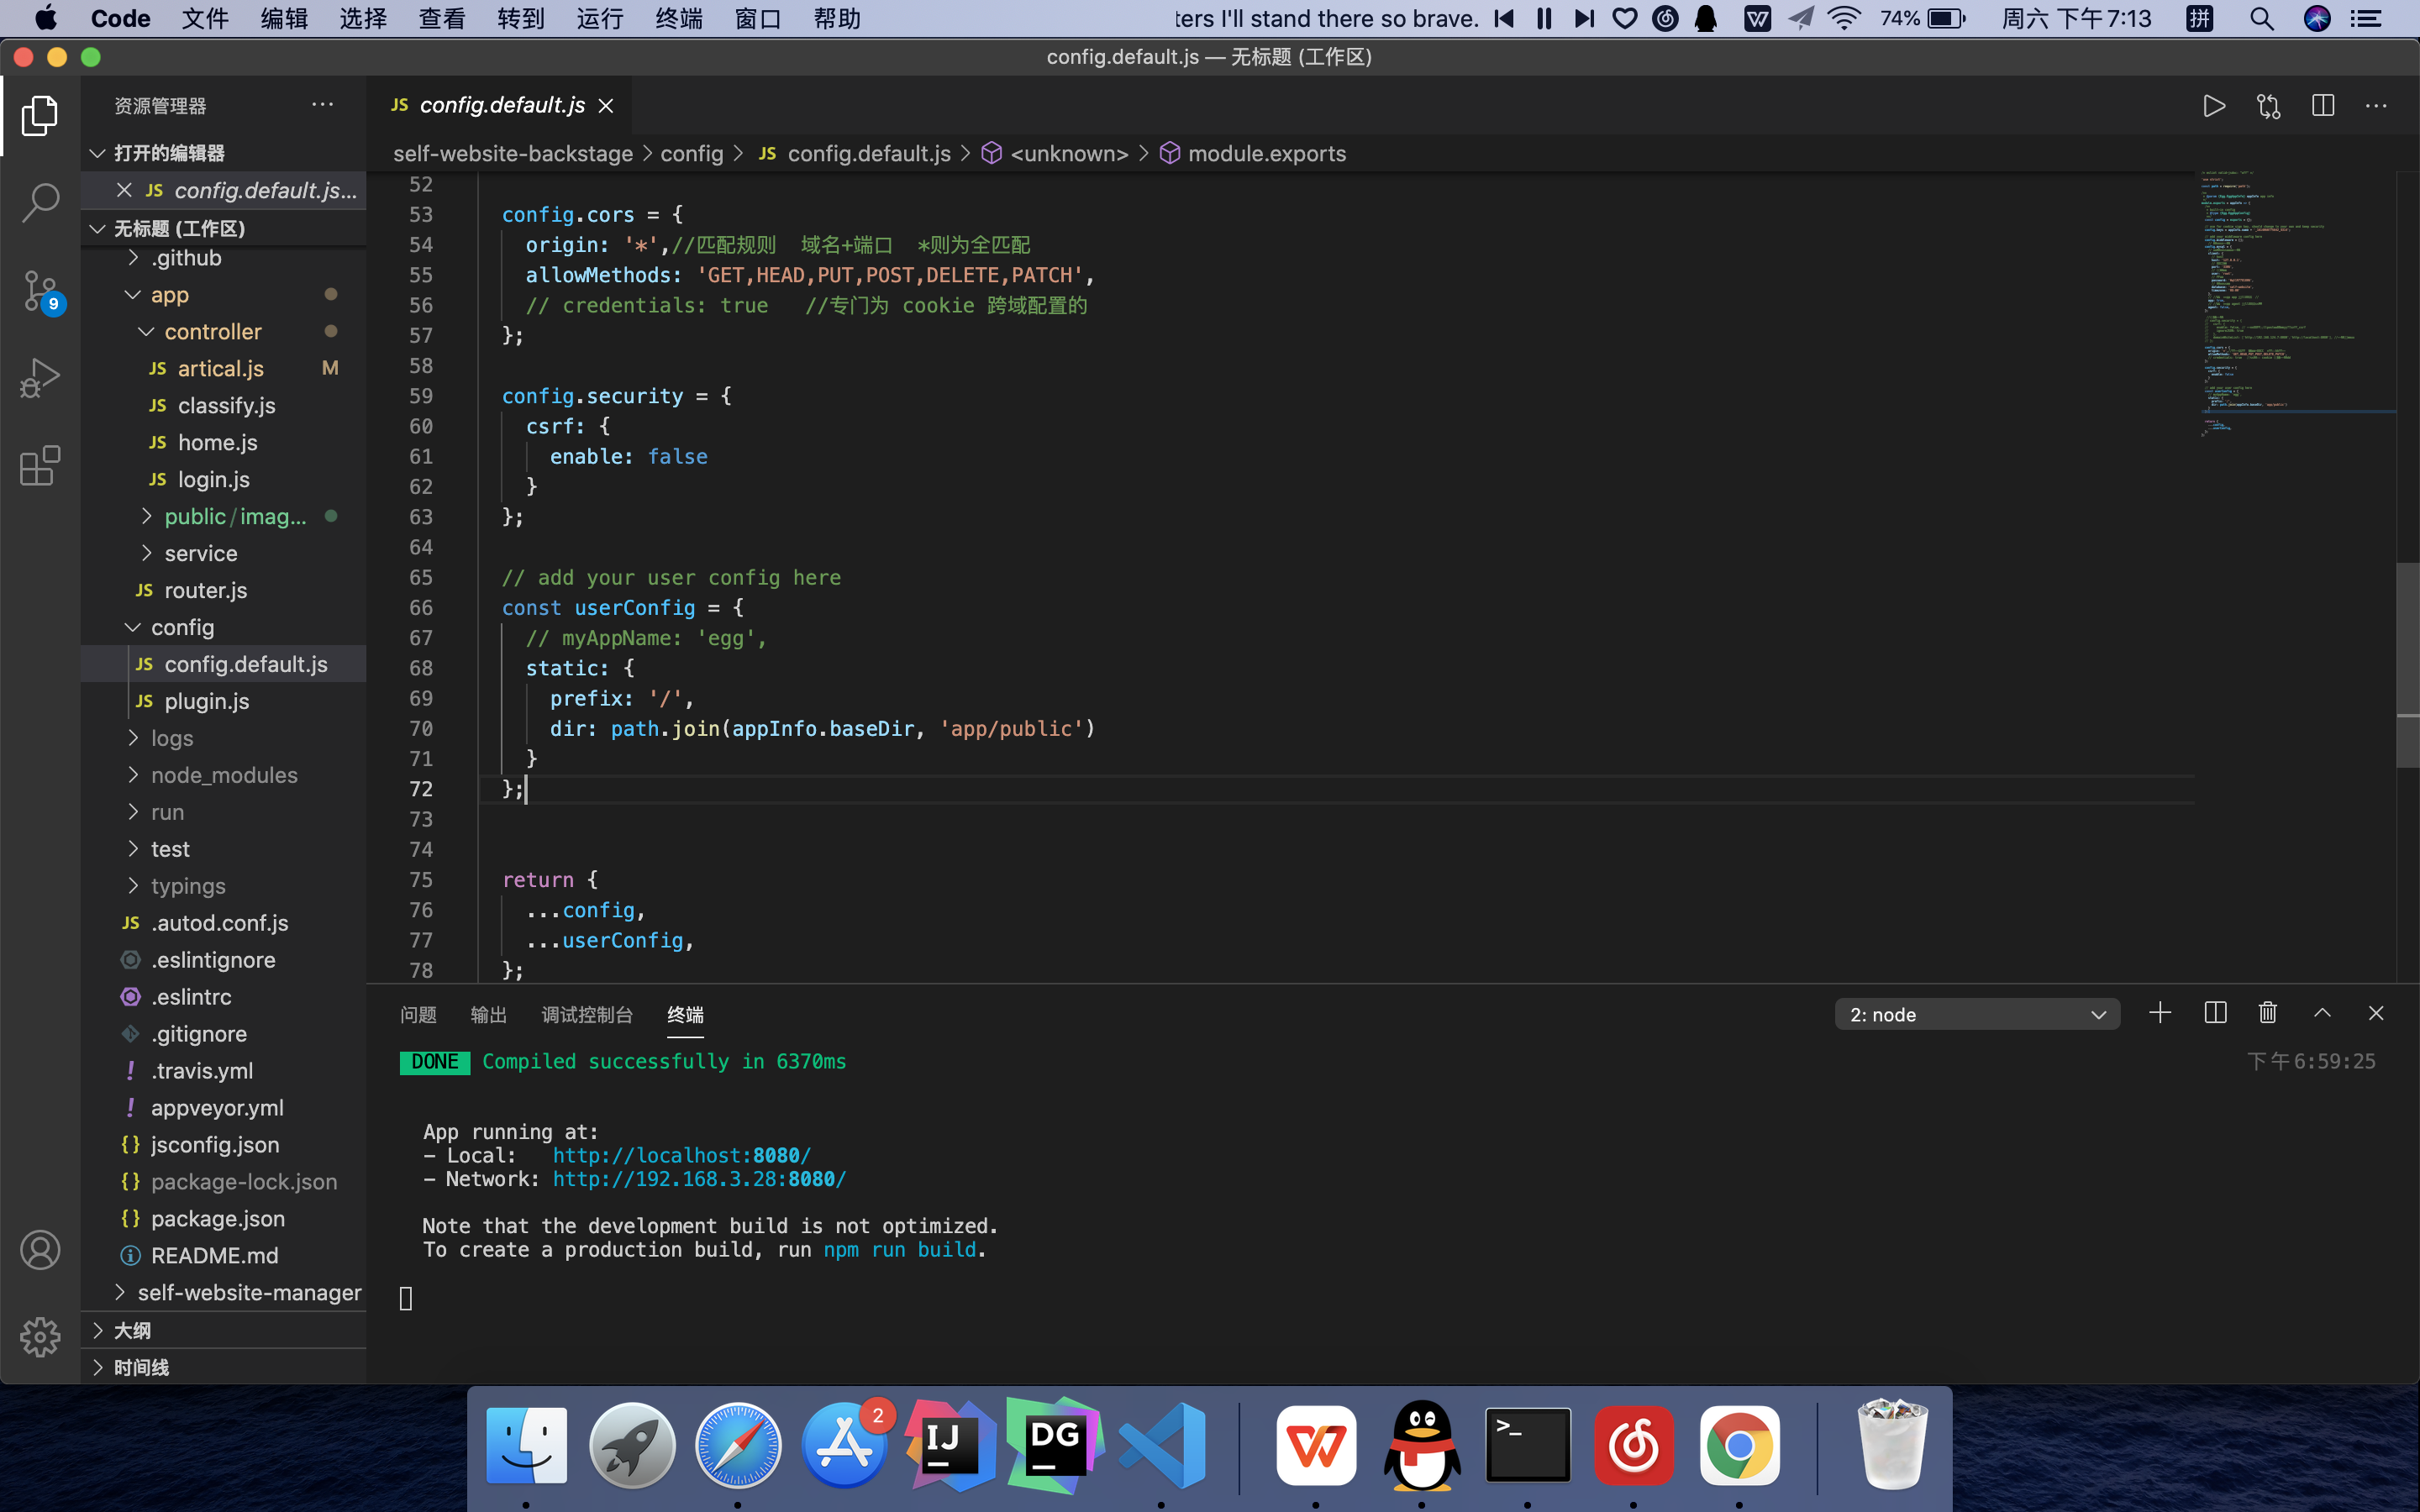 Code 文件 编辑 选择 查看 转到 运行 终端 窗口 帮助 ters I'll stand there so brave. 74% 周六 下午7:13 拼
config.default.js — 无标题 (工作区)
资源管理器
JS config.default.js
打开的编辑器
self-website-backstage > config > JS config.default.js > <unknown> > module.exports
JS config.default.js...
无标题 (工作区)
.github
app
controller
JS artical.js M
JS classify.js
JS home.js
JS login.js
public/imag...
service
JS router.js
config
JS config.default.js
JS plugin.js
logs
node_modules
run
test
typings
JS .autod.conf.js
.eslintignore
.eslintrc
.gitignore
! .travis.yml
! appveyor.yml
{} jsconfig.json
{} package-lock.json
{} package.json
README.md
self-website-manager
大纲
时间线
9
52
53 config.cors = {
54 origin: '*',//匹配规则 域名+端口 *则为全匹配
55 allowMethods: 'GET,HEAD,PUT,POST,DELETE,PATCH',
56 // credentials: true //专门为 cookie 跨域配置的
57 };
58
59 config.security = {
60 csrf: {
61 enable: false
62 }
63 };
64
65 // add your user config here
66 const userConfig = {
67 // myAppName: 'egg',
68 static: {
69 prefix: '/',
70 dir: path.join(appInfo.baseDir, 'app/public')
71 }
72 };
73
74
75 return {
76 ...config,
77 ...userConfig,
78 };
问题 输出 调试控制台 终端 2: node
DONE Compiled successfully in 6370ms 下午6:59:25
App running at:
- Local: http://localhost:8080/
- Network: http://192.168.3.28:8080/
Note that the development build is not optimized.
To create a production build, run npm run build.
2
IJ
DG
>_